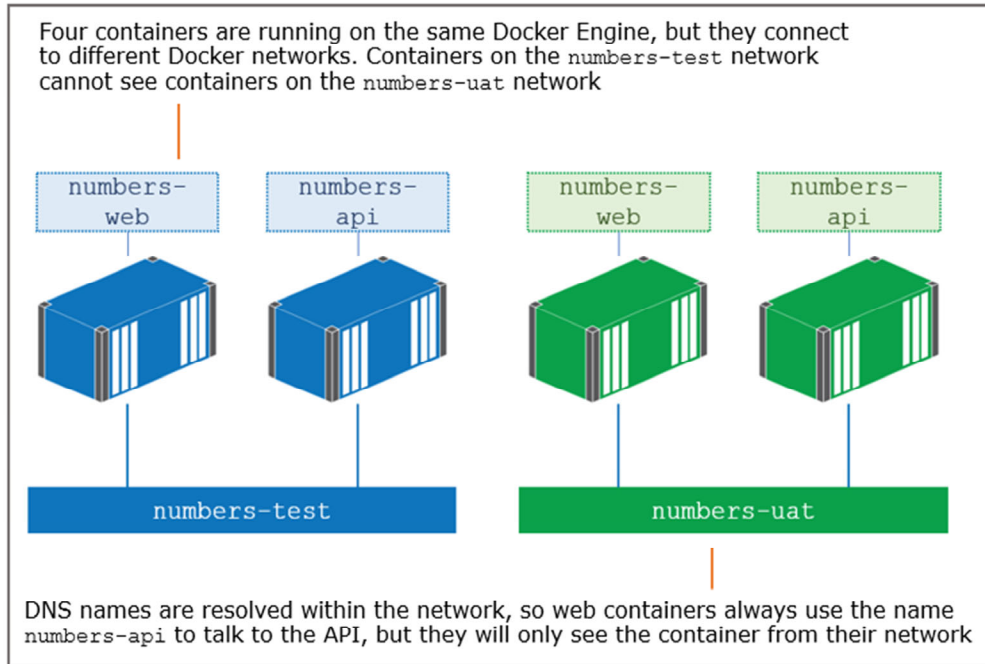 Four containers are running on the same Docker Engine, but they connect
to different Docker networks. Containers on the numbers-test network
cannot see containers on the numbers-uat network
numbers-
web
numbers-
api
numbers-
web
numbers-
api
numbers-test
numbers-uat
DNS names are resolved within the network, so web containers always use the name
numbers-api to talk to the API, but they will only see the container from their network